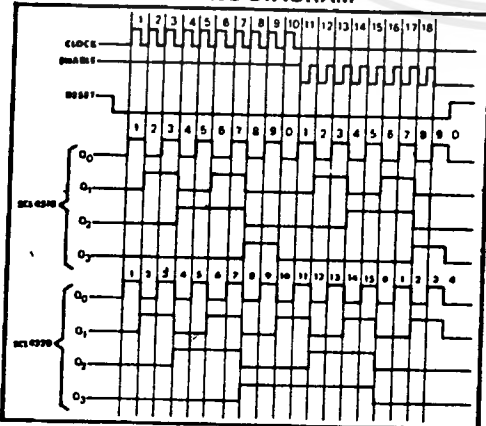 1 2 3 4 5 6 7 8 9 10 11 12 13 14 15 16 17 18
CLOCK
ENABLE
RESET
1 2 3 4 5 6 7 8 9 0 1 2 3 4 5 6 7 8 9 0
Q0
Q1
SCL4518
Q2
Q3
1 2 3 4 5 6 7 8 9 10 11 12 13 14 15 0 1 2 3 4
Q0
Q1
SCL4520
Q2
Q3